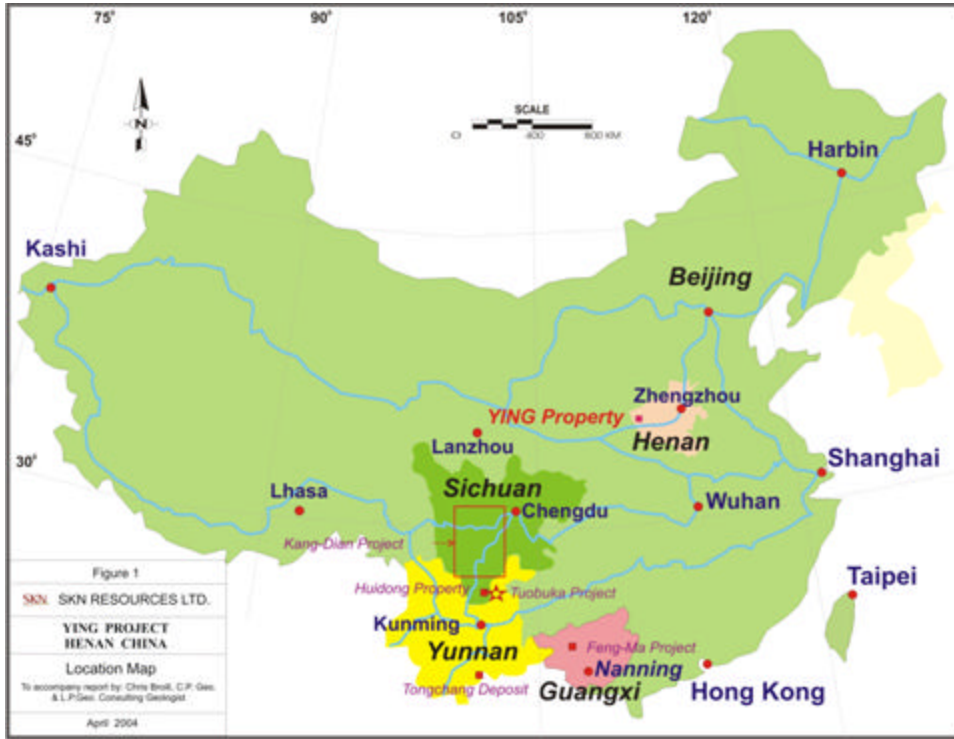 75°
90°
105°
120°
45°
30°
N
SCALE
400
800 KM
Harbin
Kashi
Beijing
Zhengzhou
YING Property
Henan
Lanzhou
Shanghai
Sichuan
Lhasa
Chengdu
Wuhan
Kang-Dian Project
Huidong Property
Tuobuka Project
Taipei
Kunming
Yunnan
Feng-Ma Project
Nanning
Tongchang Deposit
Guangxi
Hong Kong
Figure 1
SKN. SKN RESOURCES LTD.
YING PROJECT
HENAN CHINA
Location Map
To accompany report by: Chris Broili, C.P. Geo.
& L.P.Geo. Consulting Geologist
April 2004